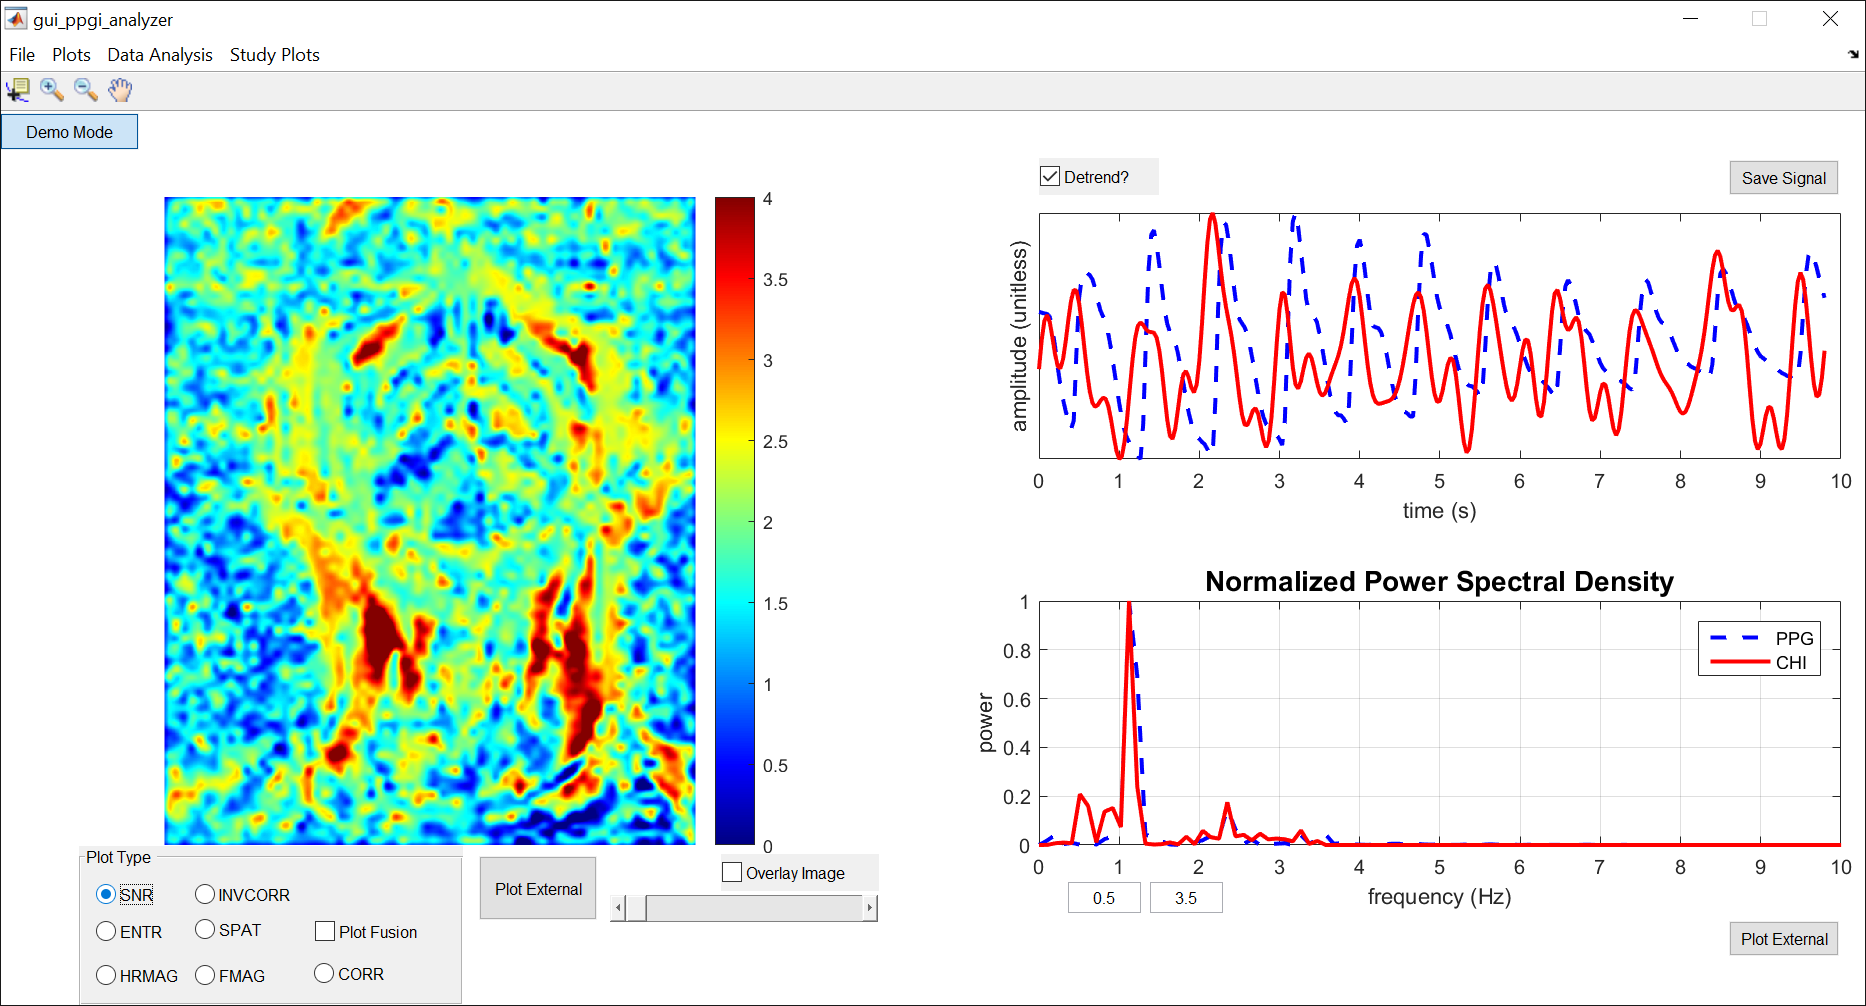 gui_ppgi_analyzer
File Plots Data Analysis Study Plots
Demo Mode
4
3.5
3
2.5
2
1.5
1
0.5
0
Plot Type
SNR INVCORR
ENTR SPAT Plot Fusion
HRMAG FMAG CORR
Plot External
Overlay Image
Detrend?
Save Signal
amplitude (unitless)
0 1 2 3 4 5 6 7 8 9 10
time (s)
Normalized Power Spectral Density
1
0.8
0.6
0.4
0.2
0
power
PPG
CHI
0 1 2 3 4 5 6 7 8 9 10
0.5 3.5
frequency (Hz)
Plot External